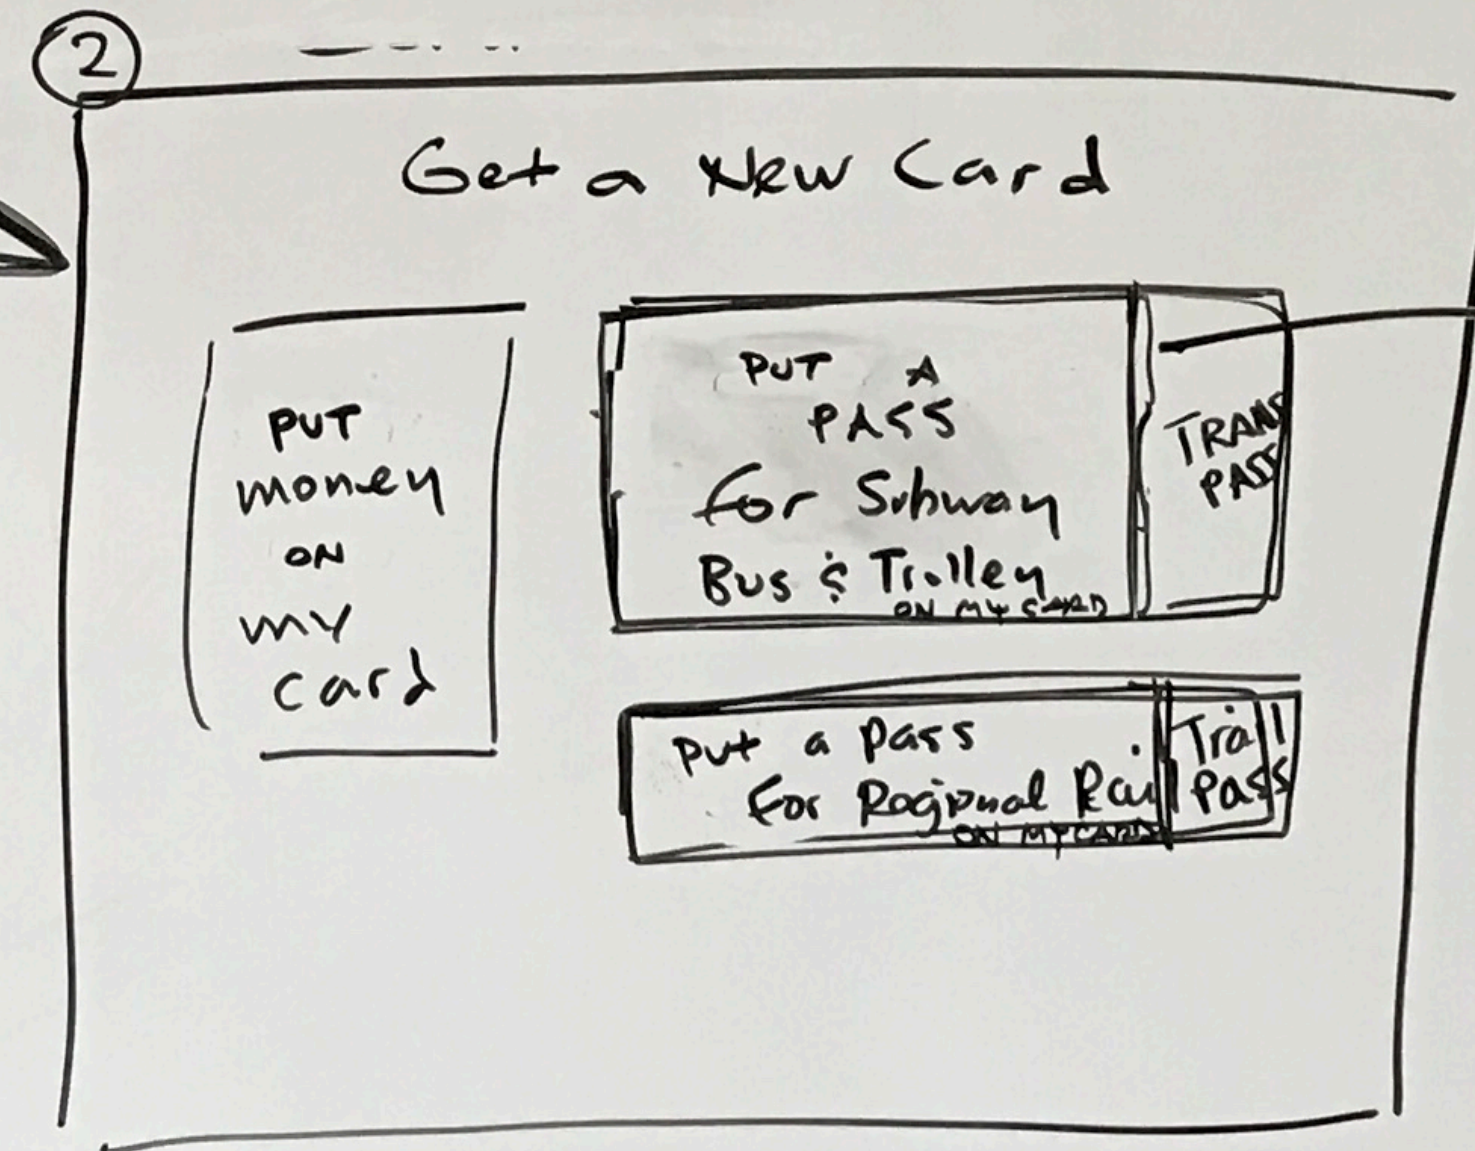 2
Get a New Card
PUT
money
ON
my
card
PUT A
PASS
for Subway
Bus & Trolley
ON MY CARD
TRANS
PASS
Put a pass
For Regional Rail
ON MY CARD
Trail
Pass